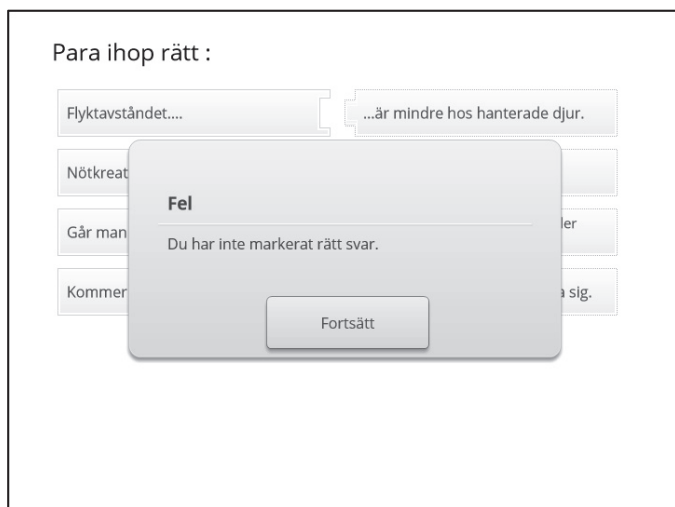 Para ihop rätt :
Flyktavståndet....
...är mindre hos hanterade djur.
Nötkreat
Går man
ler
Kommer
sig.
Fel
Du har inte markerat rätt svar.
Fortsätt